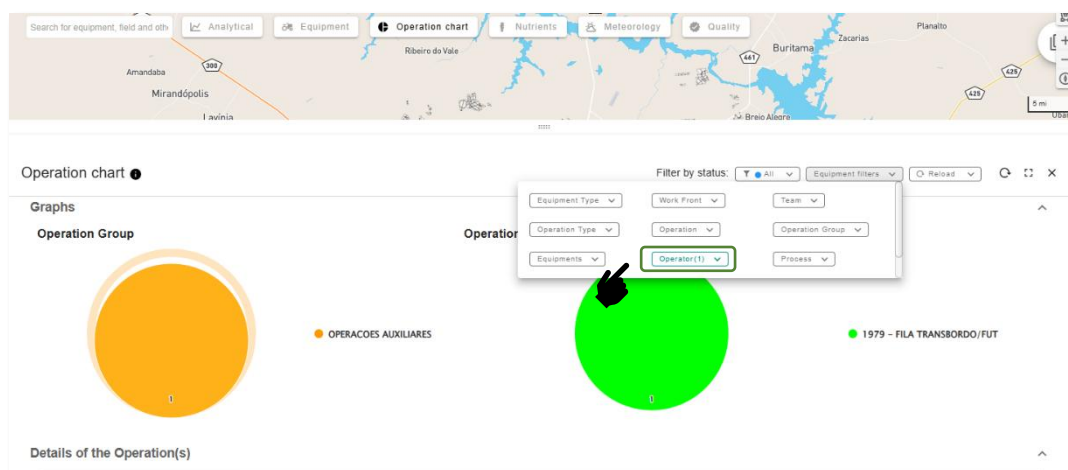 Search for equipment, field and oth
Analytical
Equipment
Operation chart
Nutrients
Meteorology
Quality
Planalto
Zacarias
Ribeiro do Vale
Buritama
461
Amandaba
300
425
Mirandópolis
425
5 mi
Lavínia
Brejo Alegre
Operation chart
Filter by status:
All
Equipment filters
Reload
Graphs
Equipment Type
Work Front
Team
Operation Group
Operation
Operation Type
Operation
Operation Group
Equipments
Operator(1)
Process
OPERACOES AUXILIARES
1979 – FILA TRANSBORDO/FUT
1
1
Details of the Operation(s)